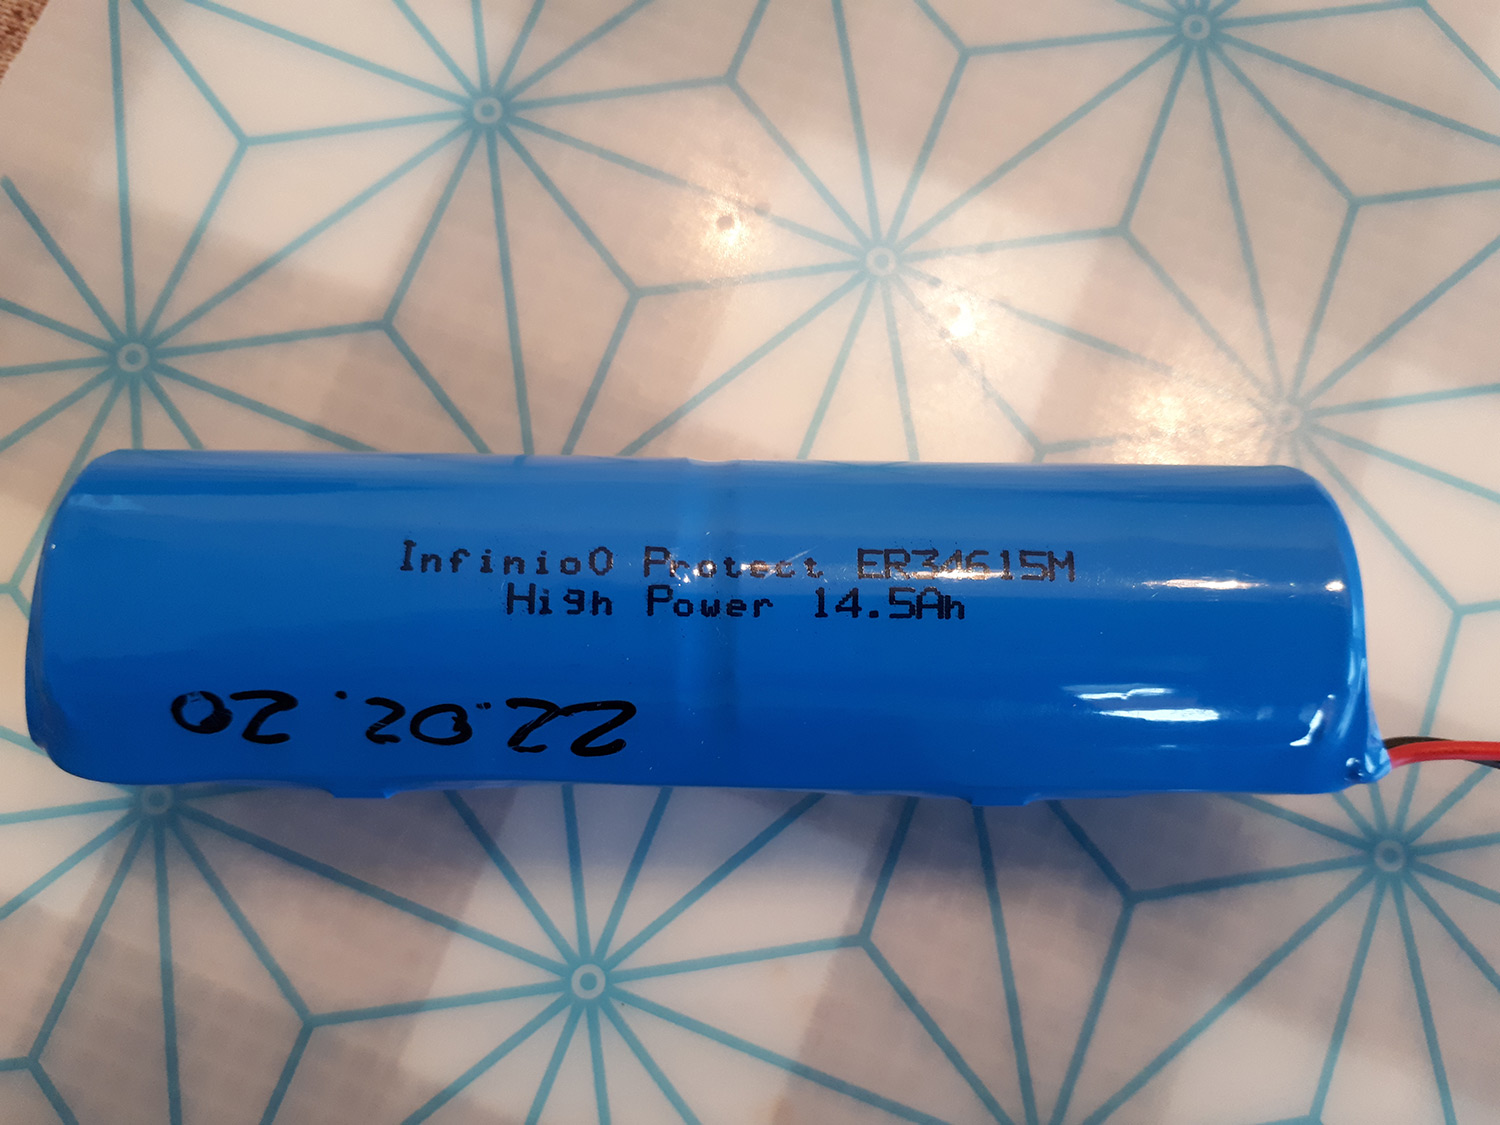 InfinioO Protect ER34615M
High Power 14.5Ah
22.02.20